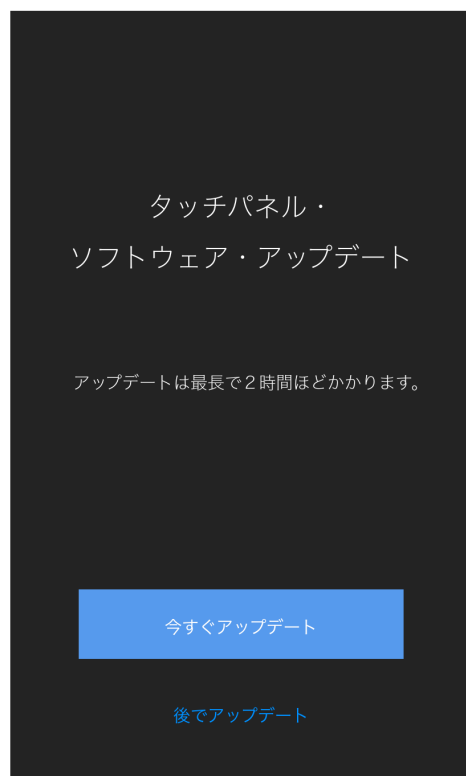 タッチパネル・
ソフトウェア・アップデート
アップデートは最長で２時間ほどかかります。
今すぐアップデート
後でアップデート